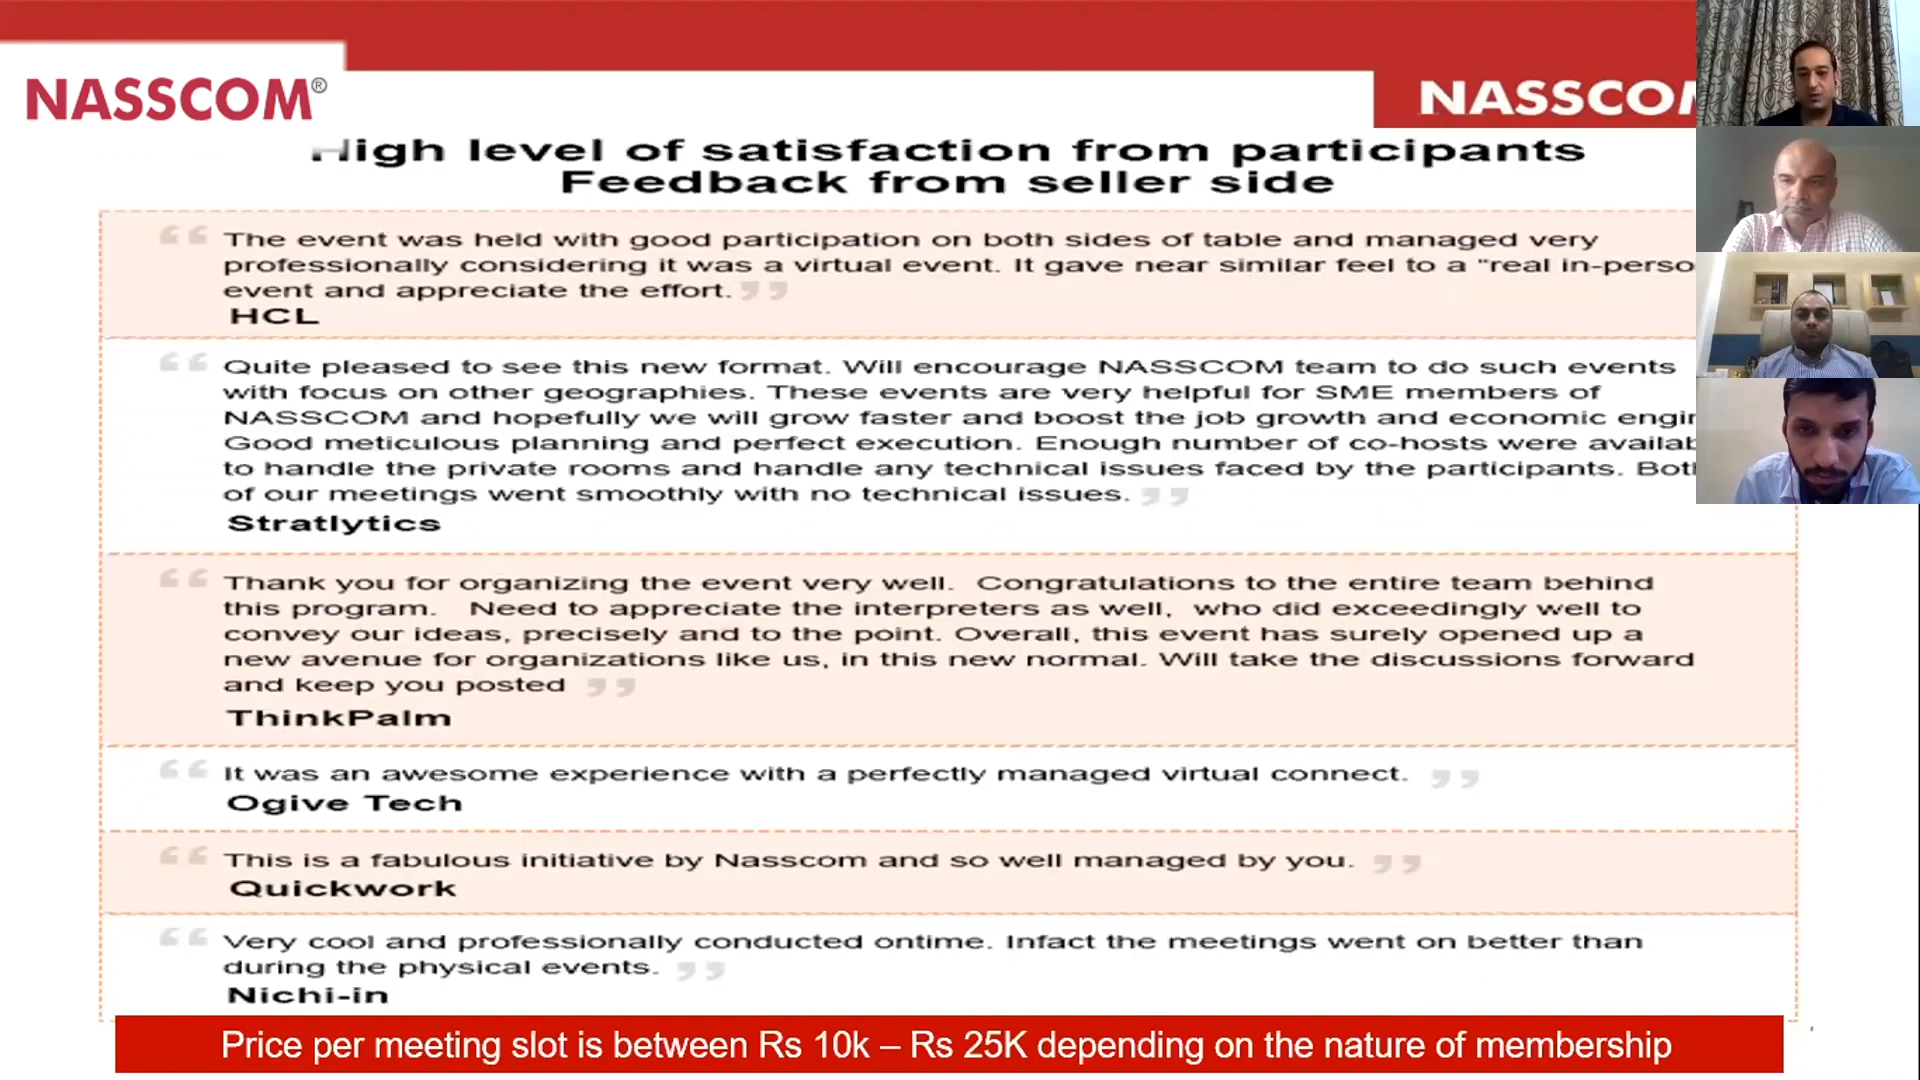 NASSCOM®
NASSCOM
High level of satisfaction from participants
Feedback from seller side
The event was held with good participation on both sides of table and managed very
professionally considering it was a virtual event. It gave near similar feel to a "real in-perso
event and appreciate the effort.
HCL
Quite pleased to see this new format. Will encourage NASSCOM team to do such events
with focus on other geographies. These events are very helpful for SME members of
NASSCOM and hopefully we will grow faster and boost the job growth and economic engin
Good meticulous planning and perfect execution. Enough number of co-hosts were availab
to handle the private rooms and handle any technical issues faced by the participants. Both
of our meetings went smoothly with no technical issues.
Stratlytics
Thank you for organizing the event very well. Congratulations to the entire team behind
this program. Need to appreciate the interpreters as well, who did exceedingly well to
convey our ideas, precisely and to the point. Overall, this event has surely opened up a
new avenue for organizations like us, in this new normal. Will take the discussions forward
and keep you posted
ThinkPalm
It was an awesome experience with a perfectly managed virtual connect.
Ogive Tech
This is a fabulous initiative by Nasscom and so well managed by you.
Quickwork
Very cool and professionally conducted ontime. Infact the meetings went on better than
during the physical events.
Nichi-in
Price per meeting slot is between Rs 10k – Rs 25K depending on the nature of membership